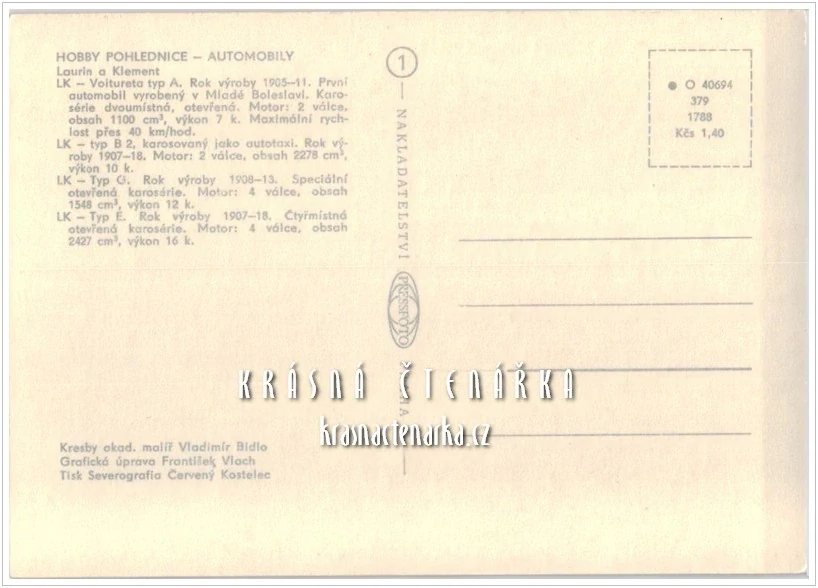 HOBBY POHLEDNICE – AUTOMOBILY
Laurin a Klement
LK – Voitureta typ A. Rok výroby 1905–11. První
automobil vyrobený v Mladé Boleslavi. Karo-
série dvoumístná, otevřená. Motor: 2 válce,
obsah 1100 cm³, výkon 7 k. Maximální rych-
lost přes 40 km/hod.
LK – typ B 2, karosovaný jako autotaxi. Rok vý-
roby 1907–18. Motor: 2 válce, obsah 2278 cm³,
výkon 10 k.
LK – Typ G. Rok výroby 1908–13. Speciální
otevřená karosérie. Motor: 4 válce, obsah
1548 cm³, výkon 12 k.
LK – Typ E. Rok výroby 1907–18. Čtyřmístná
otevřená karosérie. Motor: 4 válce, obsah
2427 cm³, výkon 16 k.
Kresby akad. malíř Vladimír Bidlo
Grafická úprava František Vlach
Tisk Severografia Červený Kostelec
1
NAKLADATELSTVÍ
PRESSFOTO
● O 40694
379
1788
Kčs 1,40
KRÁSNÁ ČTENÁŘKA
krasnactenarka.cz